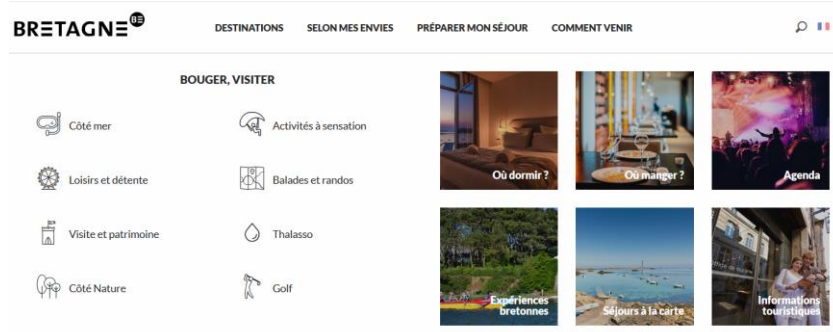 BRETAGNE BE
DESTINATIONS
SELON MES ENVIES
PRÉPARER MON SÉJOUR
COMMENT VENIR
BOUGER, VISITER
Côté mer
Activités à sensation
Loisirs et détente
Balades et randos
Visite et patrimoine
Thalasso
Côté Nature
Golf
Où dormir ?
Où manger ?
Agenda
Expériences
bretonnes
Séjours à la carte
Informations
touristiques